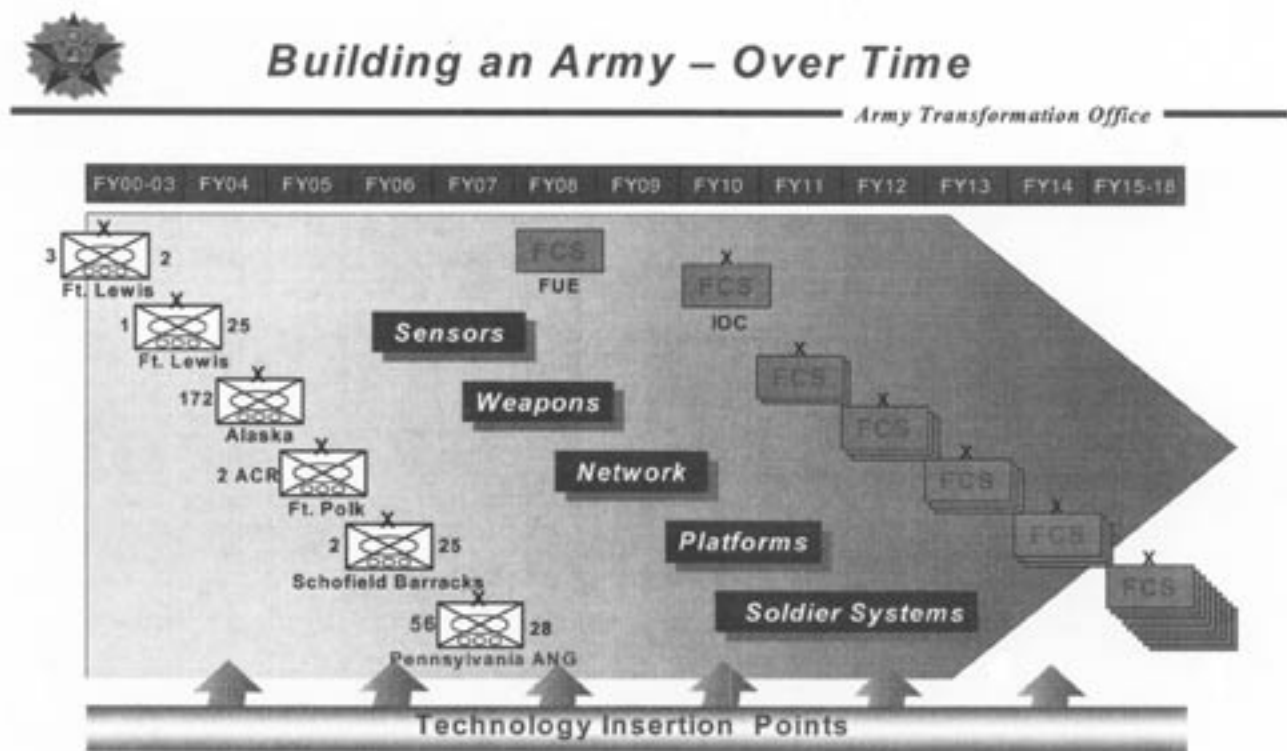 Building an Army – Over Time
Army Transformation Office
FY00-03 FY04 FY05 FY06 FY07 FY08 FY09 FY10 FY11 FY12 FY13 FY14 FY15-18
X
3 2
Ft. Lewis
X
1 25
Ft. Lewis
X
172
Alaska
X
2 ACR
Ft. Polk
X
2 25
Schofield Barracks
X
56 28
Pennsylvania ANG
Sensors
Weapons
Network
Platforms
Soldier Systems
FCS
FUE
X
FCS
IOC
X
FCS
X
FCS
X
FCS
X
FCS
X
FCS
Technology Insertion Points